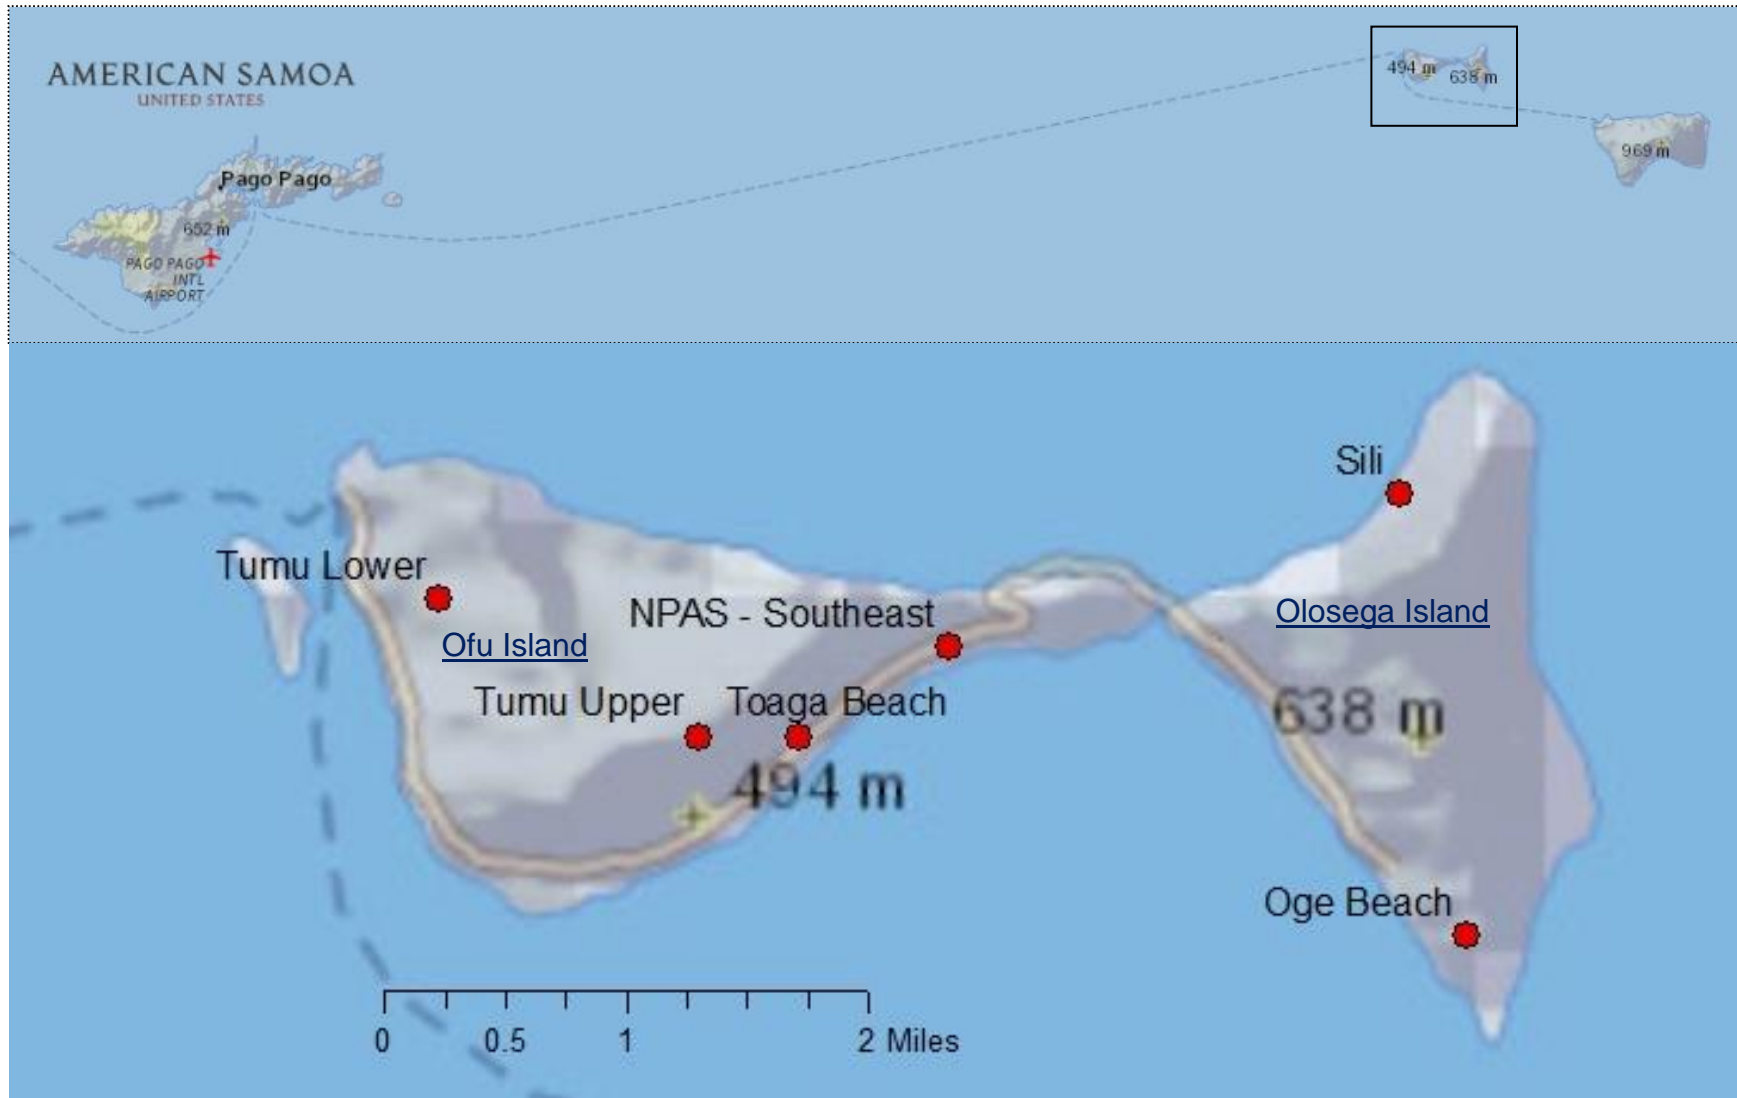 AMERICAN SAMOA
UNITED STATES
494 m
638 m
969 m
Pago Pago
652 m
PAGO PAGO
INTL
AIRPORT
Sili
Tumu Lower
NPAS - Southeast
Olosega Island
Ofu Island
Tumu Upper
Toaga Beach
638 m
494 m
Oge Beach
0 0.5 1 2 Miles